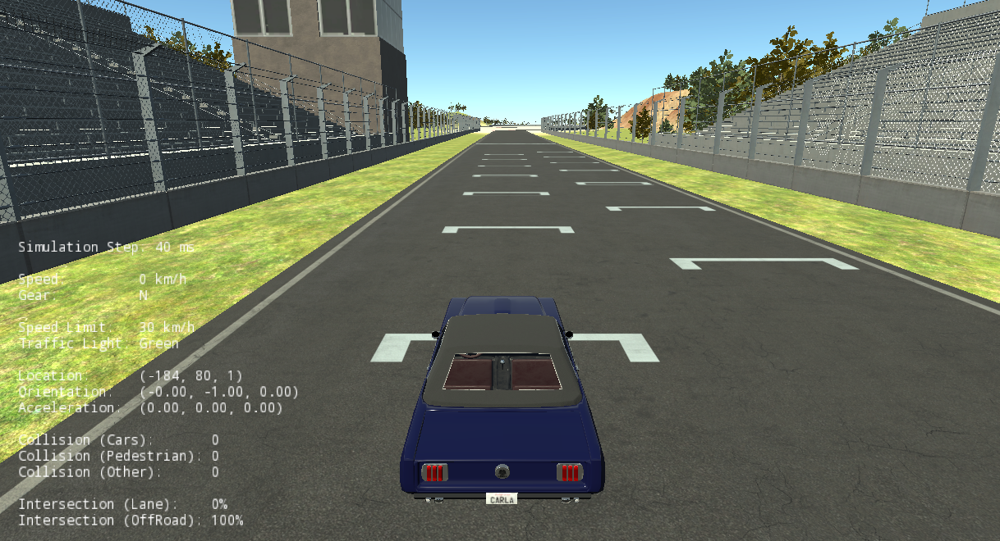 Simulation Step: 40 ms
Speed: 0 km/h
Gear: N
Speed Limit: 30 km/h
Traffic Light: Green
Location: (-184, 80, 1)
Orientation: (-0.00, -1.00, 0.00)
Acceleration: (0.00, 0.00, 0.00)
Collision (Cars): 0
Collision (Pedestrian): 0
Collision (Other): 0
Intersection (Lane): 0%
Intersection (OffRoad): 100%
CARLA